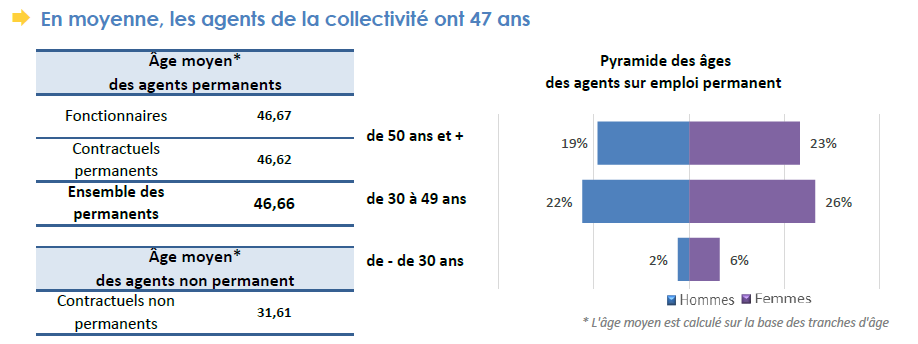 En moyenne, les agents de la collectivité ont 47 ans
Âge moyen*
des agents permanents
Fonctionnaires 46,67
Contractuels
permanents 46,62
Ensemble des
permanents 46,66
Âge moyen*
des agents non permanent
Contractuels non
permanents 31,61
Pyramide des âges
des agents sur emploi permanent
de 50 ans et + 19% 23%
de 30 à 49 ans 22% 26%
de - de 30 ans 2% 6%
Hommes Femmes
* L'âge moyen est calculé sur la base des tranches d'âge